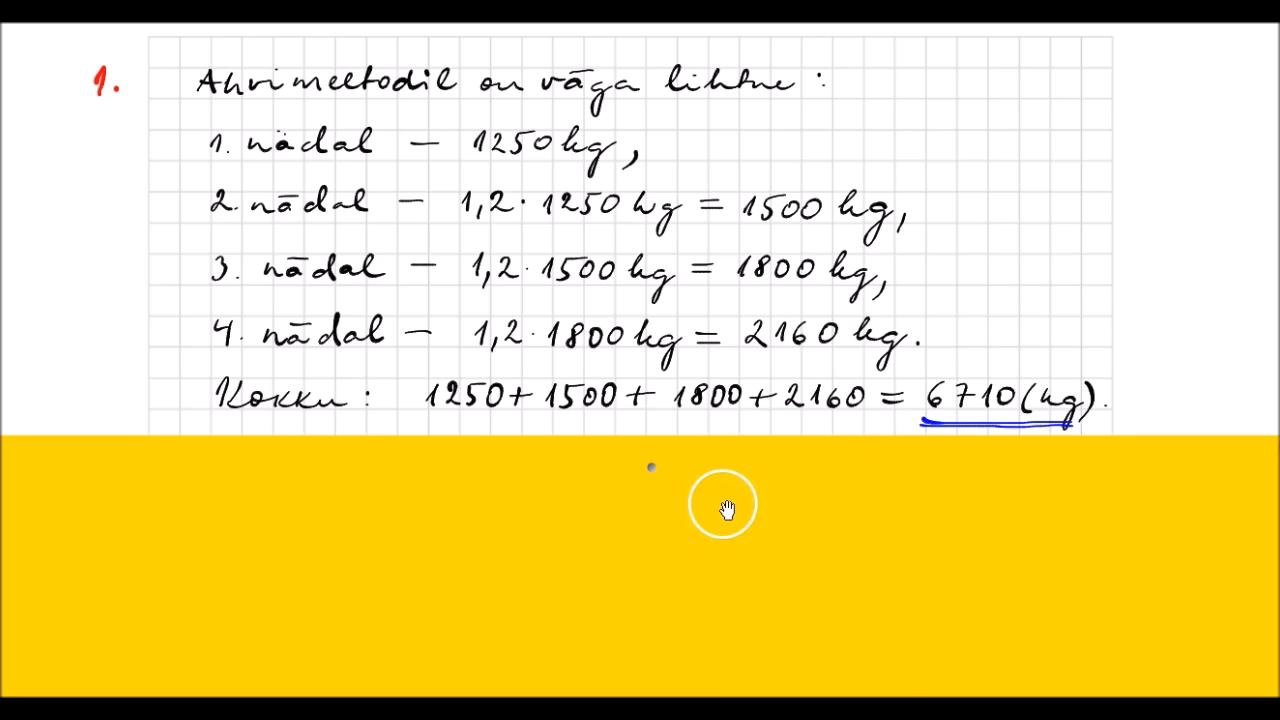 1. Ahvimeetodil on väga lihtne:
1. nädal – 1250 kg,
2. nädal – 1,2 · 1250 kg = 1500 kg,
3. nädal – 1,2 · 1500 kg = 1800 kg,
4. nädal – 1,2 · 1800 kg = 2160 kg.
Kokku: 1250 + 1500 + 1800 + 2160 = 6710 (kg).